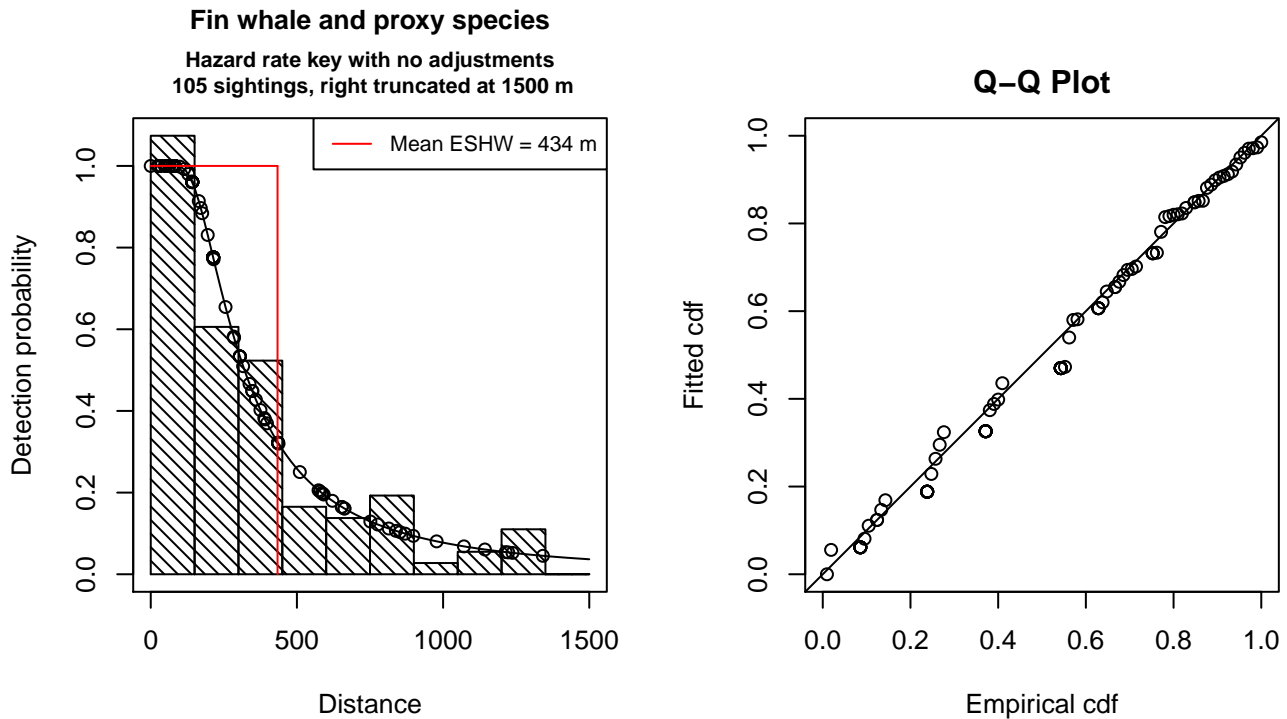 Fin whale and proxy species
Hazard rate key with no adjustments
105 sightings, right truncated at 1500 m
Mean ESHW = 434 m
Detection probability
0.0 0.2 0.4 0.6 0.8 1.0
0 500 1000 1500
Distance
Q−Q Plot
Fitted cdf
0.0 0.2 0.4 0.6 0.8 1.0
0.0 0.2 0.4 0.6 0.8 1.0
Empirical cdf